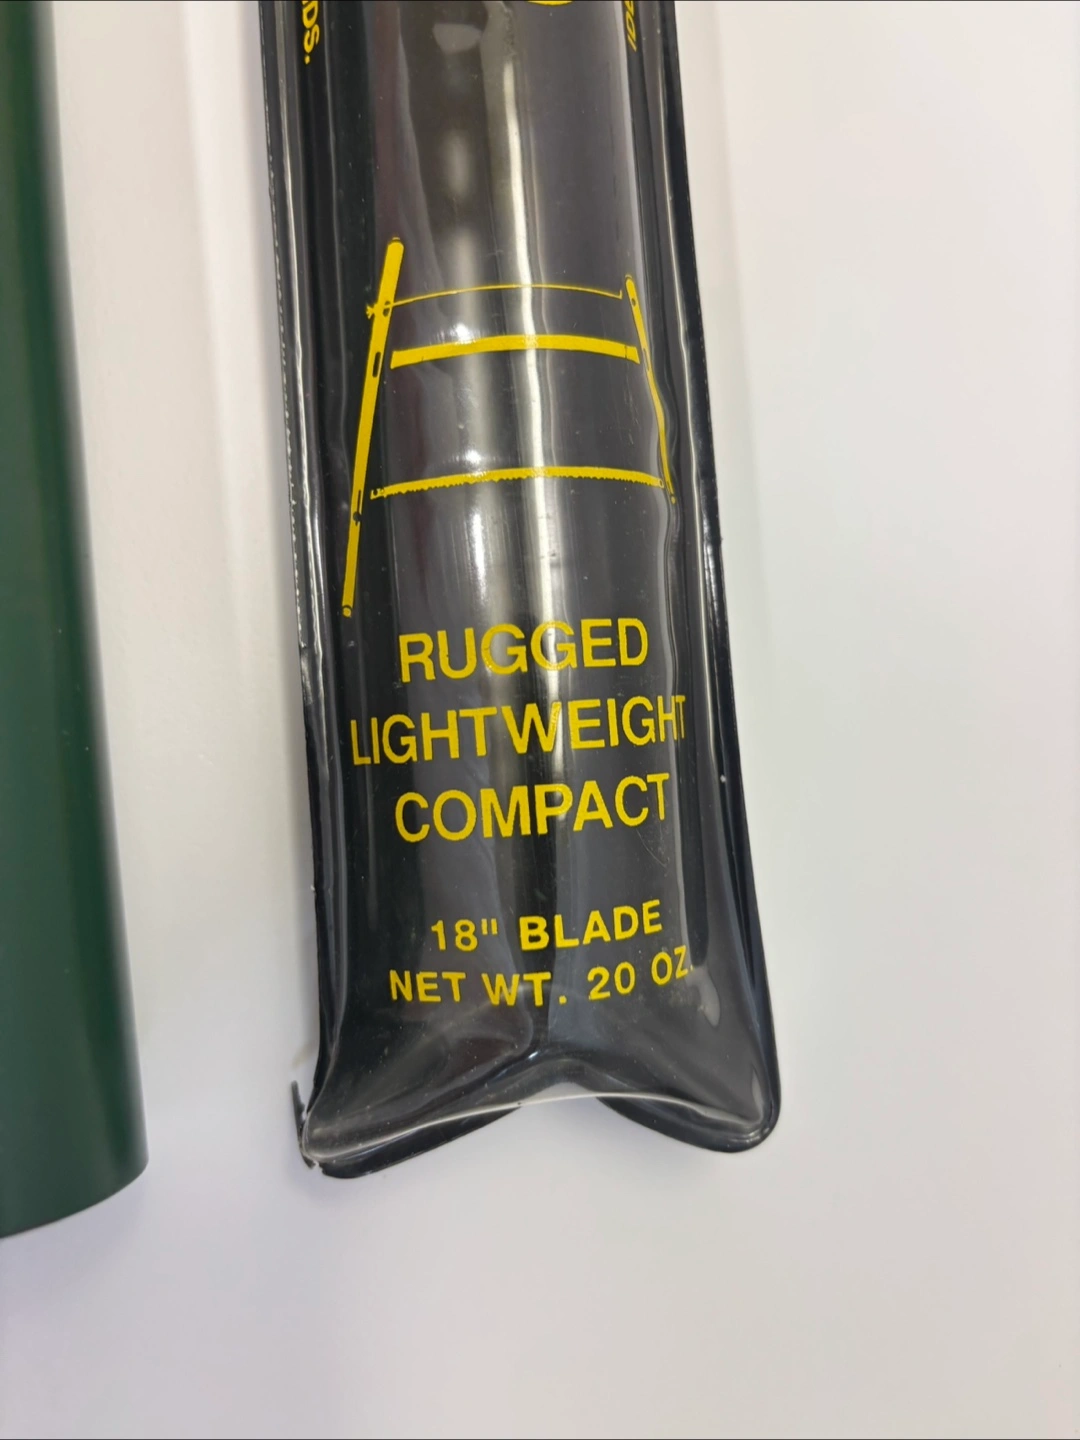 RUGGED
LIGHTWEIGHT
COMPACT
18" BLADE
NET WT. 20 OZ.